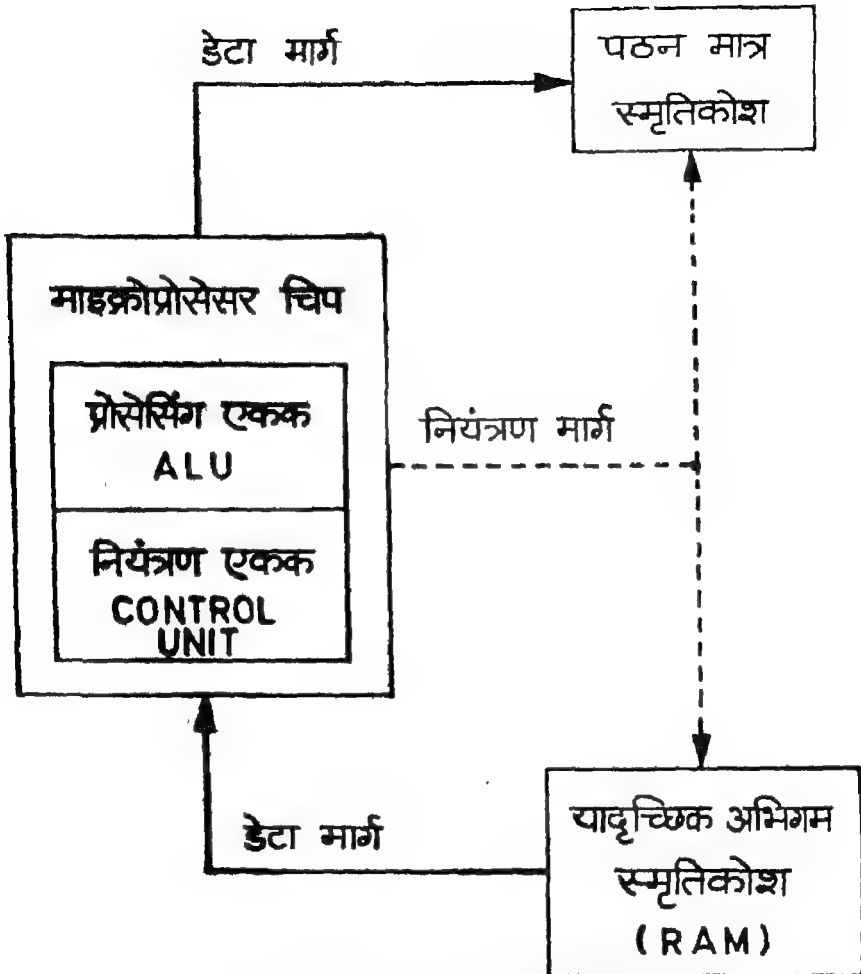 डेटा मार्ग
पठन मात्र
स्मृतिकोश
माइक्रोप्रोसेसर चिप
प्रोसेसिंग एकक
ALU
नियंत्रण मार्ग
नियंत्रण एकक
CONTROL
UNIT
डेटा मार्ग
यादृच्छिक अभिगम
स्मृतिकोश
(RAM)